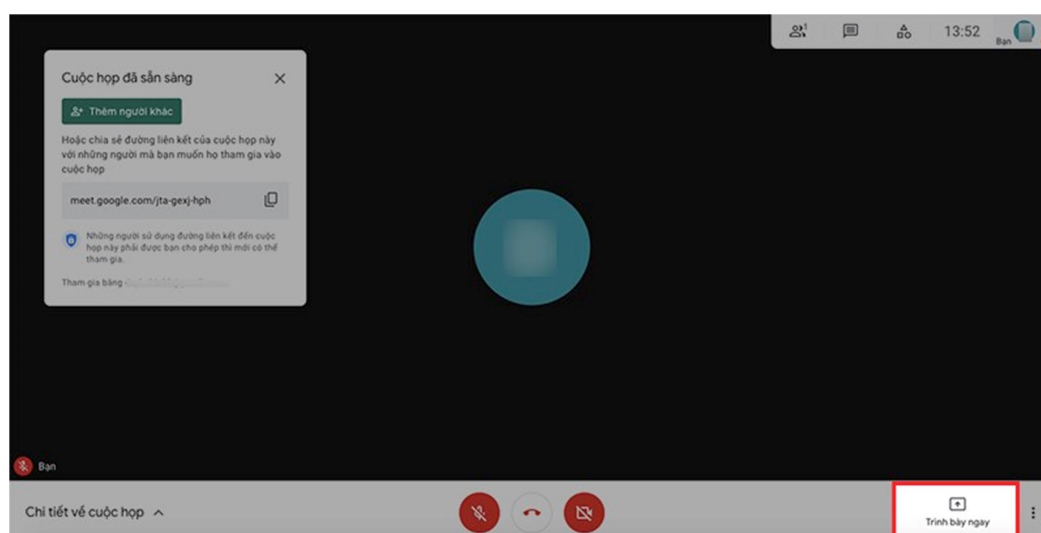 1
13:52
Bạn
Cuộc họp đã sẵn sàng
Thêm người khác
Hoặc chia sẻ đường liên kết của cuộc họp này
với những người mà bạn muốn họ tham gia vào
cuộc họp
meet.google.com/jta-gexj-hph
Những người sử dụng đường liên kết đến cuộc
họp này phải được bạn cho phép thì mới có thể
tham gia.
Tham gia bằng
Bạn
Chi tiết về cuộc họp
Trình bày ngay